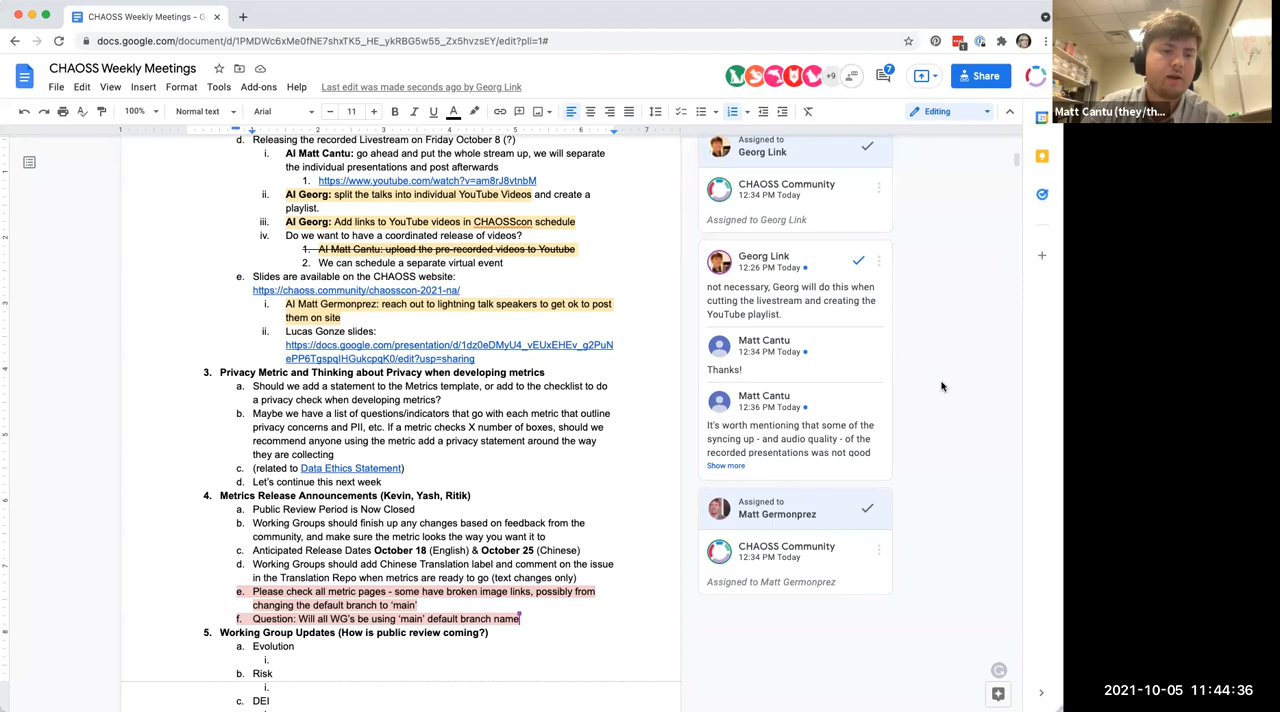 CHAOSS Weekly Meetings - G
docs.google.com/document/d/1PMDWc6xMe0fNE7shxTK5_HE_ykRBG5w55_Zx5hvzsEY/edit?pli=1#
CHAOSS Weekly Meetings
File Edit View Insert Format Tools Add-ons Help Last edit was made seconds ago by Georg Link
+9
7
Share
100% Normal text Arial 11 Editing
1 1 2 3 4 5 6 7
d. Releasing the recorded Livestream on Friday October 8 (?)
i. AI Matt Cantu: go ahead and put the whole stream up, we will separate
the individual presentations and post afterwards
1. https://www.youtube.com/watch?v=am8rJ8vtnbM
ii. AI Georg: split the talks into individual YouTube Videos and create a
playlist.
iii. AI Georg: Add links to YouTube videos in CHAOSScon schedule
iv. Do we want to have a coordinated release of videos?
1. AI Matt Cantu: upload the pre-recorded videos to Youtube
2. We can schedule a separate virtual event
e. Slides are available on the CHAOSS website:
https://chaoss.community/chaosscon-2021-na/
i. AI Matt Germonprez: reach out to lightning talk speakers to get ok to post
them on site
ii. Lucas Gonze slides:
https://docs.google.com/presentation/d/1dz0eDMyU4_vEUxEHEv_g2PuN
ePP6TgspqIHGukcpqK0/edit?usp=sharing
3. Privacy Metric and Thinking about Privacy when developing metrics
a. Should we add a statement to the Metrics template, or add to the checklist to do
a privacy check when developing metrics?
b. Maybe we have a list of questions/indicators that go with each metric that outline
privacy concerns and PII, etc. If a metric checks X number of boxes, should we
recommend anyone using the metric add a privacy statement around the way
they are collecting
c. (related to Data Ethics Statement)
d. Let's continue this next week
4. Metrics Release Announcements (Kevin, Yash, Ritik)
a. Public Review Period is Now Closed
b. Working Groups should finish up any changes based on feedback from the
community, and make sure the metric looks the way you want it to
c. Anticipated Release Dates October 18 (English) & October 25 (Chinese)
d. Working Groups should add Chinese Translation label and comment on the issue
in the Translation Repo when metrics are ready to go (text changes only)
e. Please check all metric pages - some have broken image links, possibly from
changing the default branch to 'main'
f. Question: Will all WG's be using 'main' default branch name
5. Working Group Updates (How is public review coming?)
a. Evolution
i.
b. Risk
i.
c. DEI
Assigned to
Georg Link
CHAOSS Community
12:34 PM Today
Assigned to Georg Link
Georg Link
12:26 PM Today
not necessary, Georg will do this when
cutting the livestream and creating the
YouTube playlist.
Matt Cantu
12:34 PM Today
Thanks!
Matt Cantu
12:36 PM Today
It's worth mentioning that some of the
syncing up - and audio quality - of the
recorded presentations was not good
Show more
Assigned to
Matt Germonprez
CHAOSS Community
12:34 PM Today
Assigned to Matt Germonprez
Matt Cantu (they/th...
2021-10-05 11:44:36